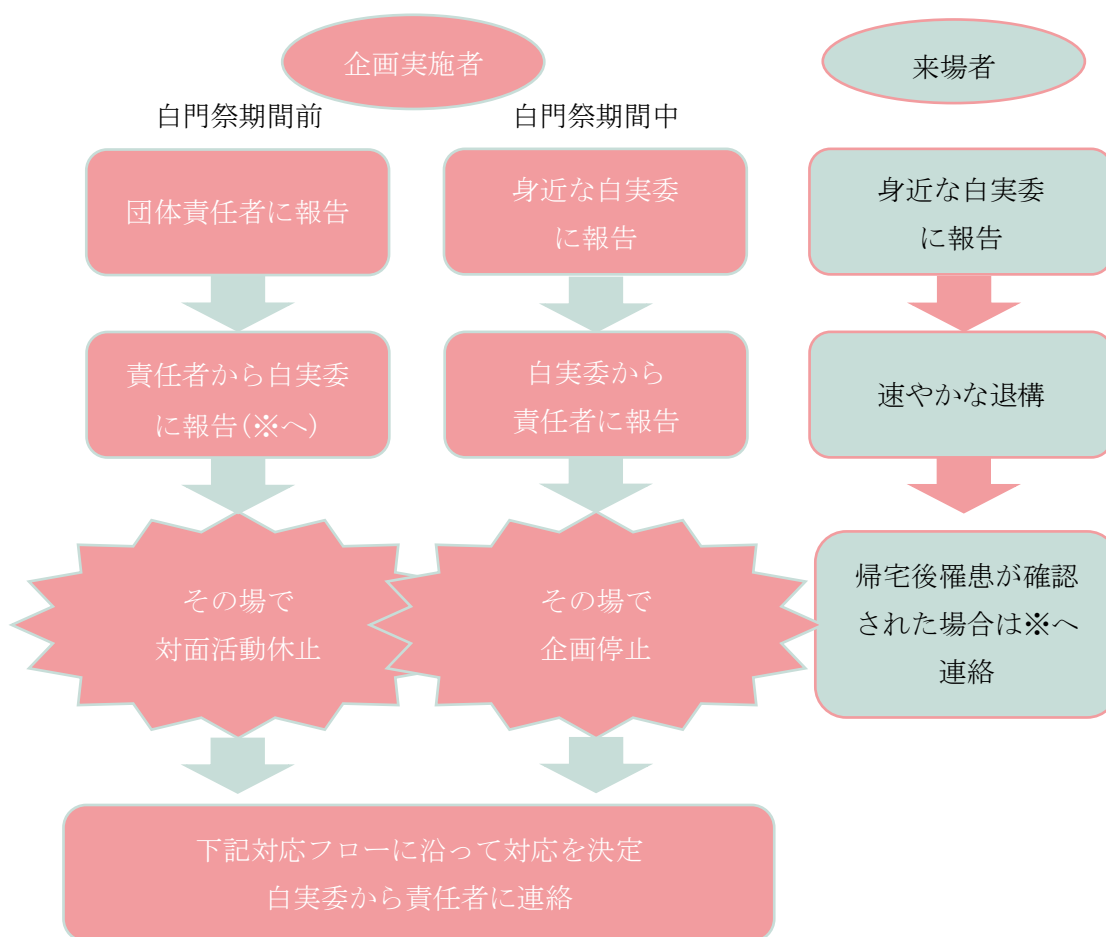 企画実施者
白門祭期間前
団体責任者に報告
責任者から白実委
に報告(※へ)
その場で
対面活動休止
白門祭期間中
身近な白実委
に報告
白実委から
責任者に報告
その場で
企画停止
下記対応フローに沿って対応を決定
白実委から責任者に連絡
来場者
身近な白実委
に報告
速やかな退構
帰宅後罹患が確認
された場合は※へ
連絡